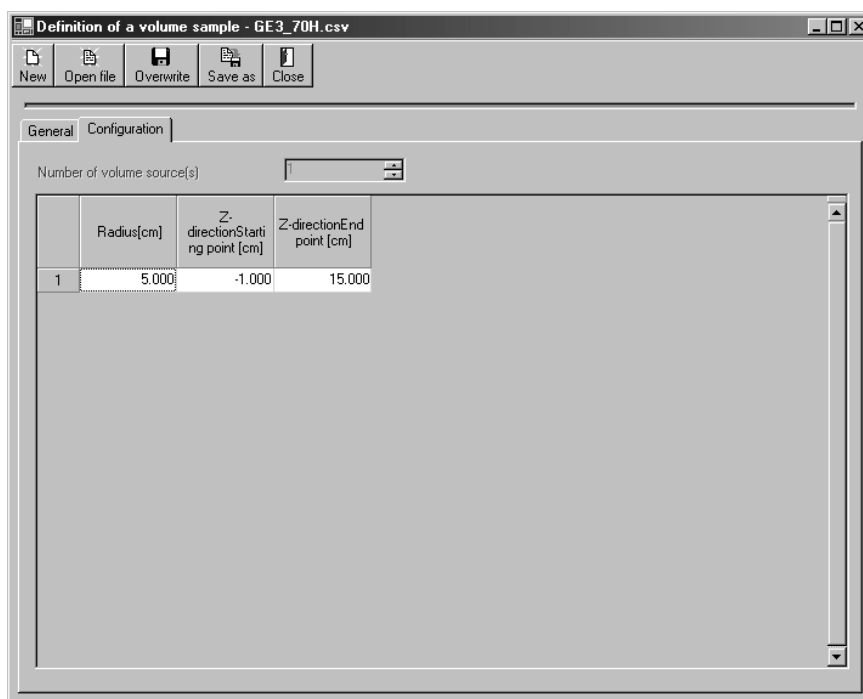 Definition of a volume sample - GE3_70H.csv
New Open file Overwrite Save as Close
General Configuration
Number of volume source(s) 1
Radius[cm] Z-directionStarti ng point [cm] Z-directionEnd point [cm]
1 5.000 -1.000 15.000